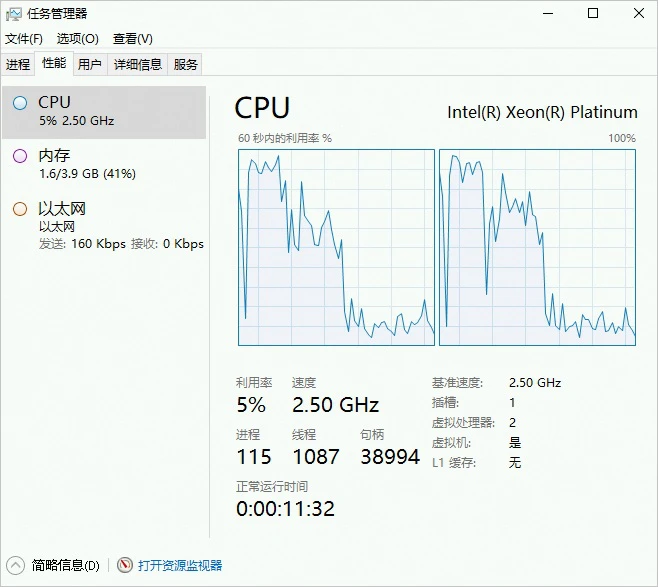 任务管理器
文件(F) 选项(O) 查看(V)
进程 性能 用户 详细信息 服务
CPU
5% 2.50 GHz
内存
1.6/3.9 GB (41%)
以太网
以太网
发送: 160 Kbps 接收: 0 Kbps
CPU Intel(R) Xeon(R) Platinum
60 秒内的利用率 % 100%
利用率 速度
5% 2.50 GHz
进程 线程 句柄
115 1087 38994
正常运行时间
0:00:11:32
基准速度: 2.50 GHz
插槽: 1
虚拟处理器: 2
虚拟机: 是
L1 缓存: 无
简略信息(D) 打开资源监视器